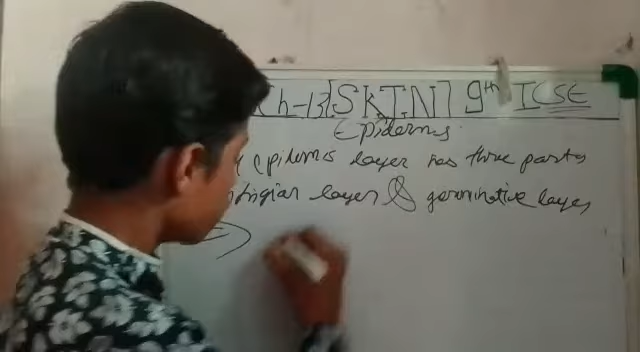 Ch-13 [SKIN] 9th ICSE
Epidermis
epidermis layer has three parts
layer & germinative layer